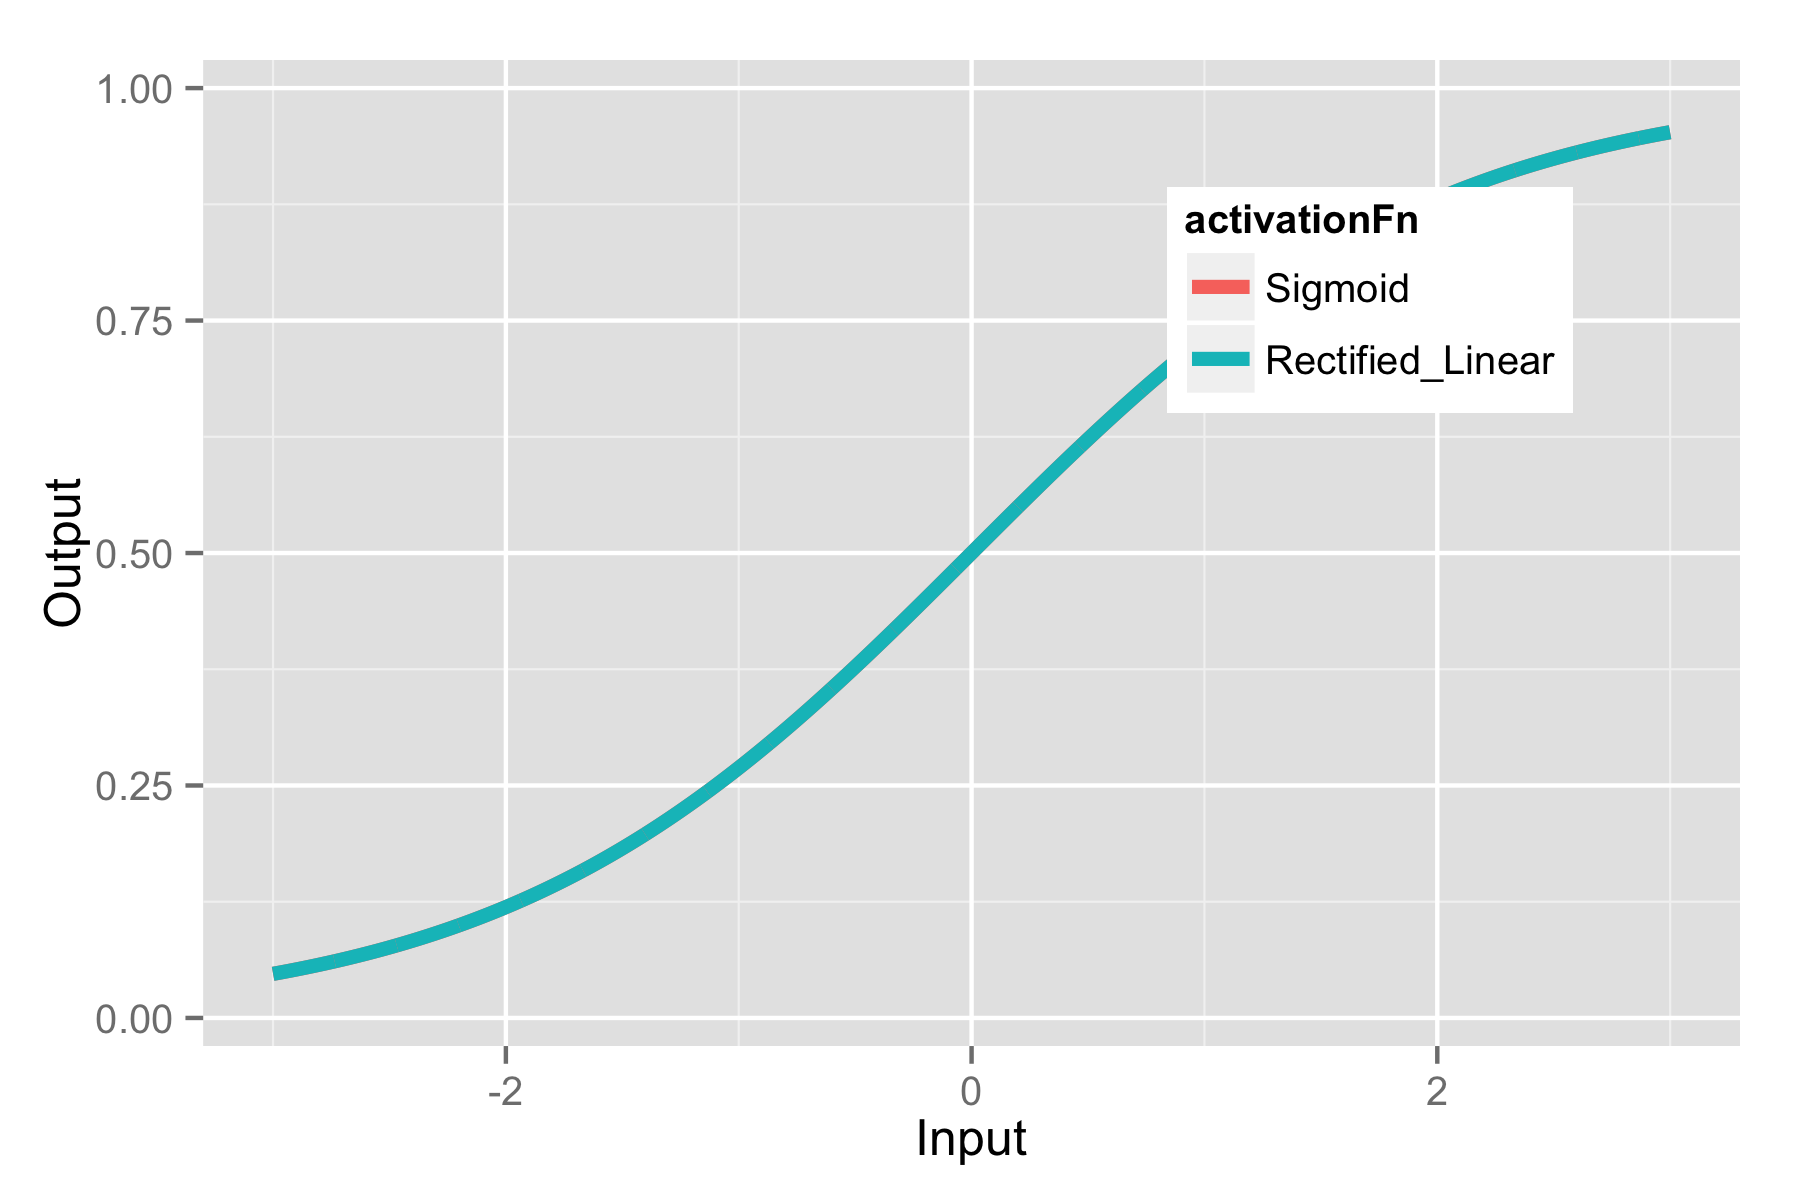 1.00
0.75
0.50
0.25
0.00
Output
activationFn
Sigmoid
Rectified_Linear
-2
0
2
Input